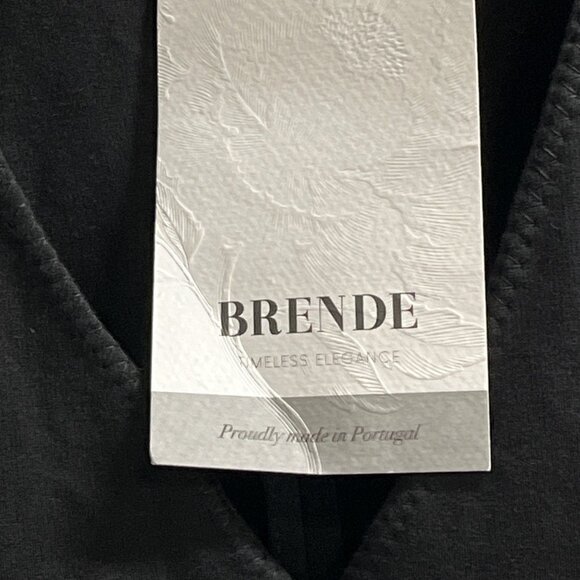 BRENDE
TIMELESS ELEGANCE
Proudly made in Portugal